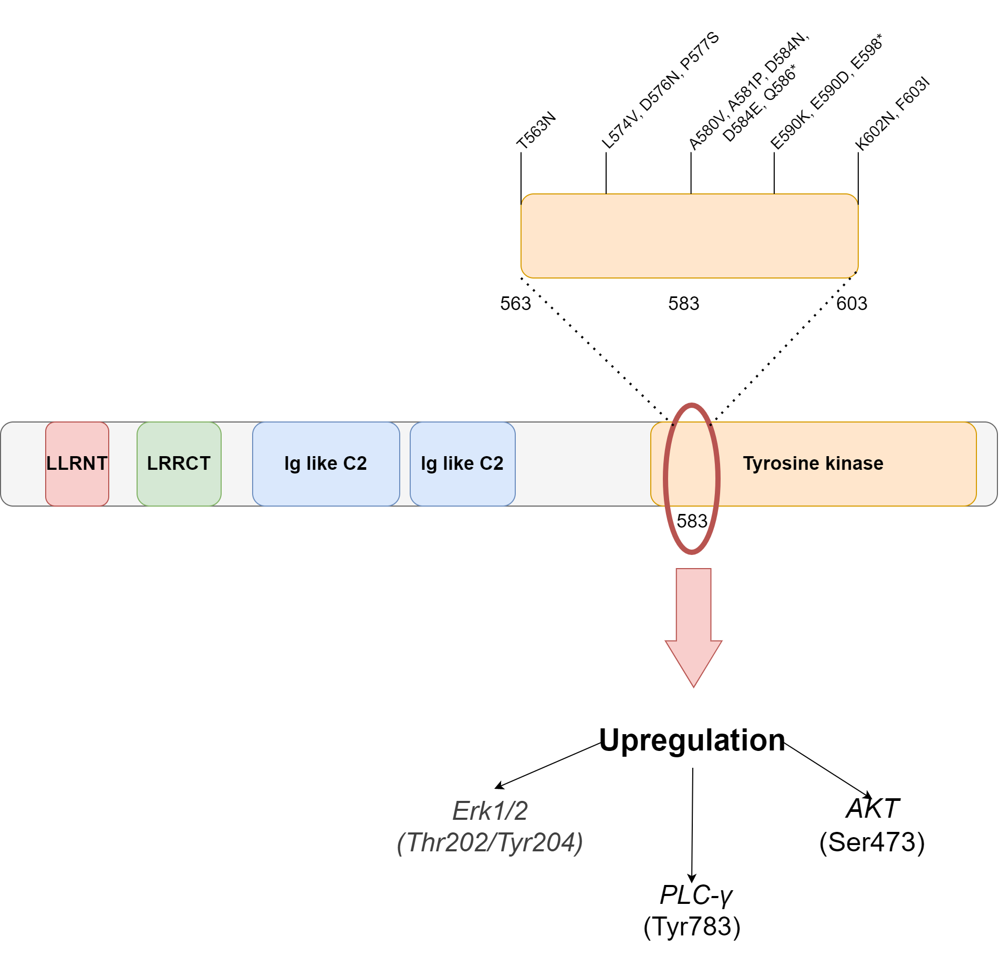 T563N
L574V, D576N, P577S
A580V, A581P, D584N,
D584E, Q586*
E590K, E590D, E598*
K602N, F603I
563
583
603
LLRNT
LRRCT
Ig like C2
Ig like C2
Tyrosine kinase
583
Upregulation
Erk1/2
(Thr202/Tyr204)
AKT
(Ser473)
PLC-γ
(Tyr783)